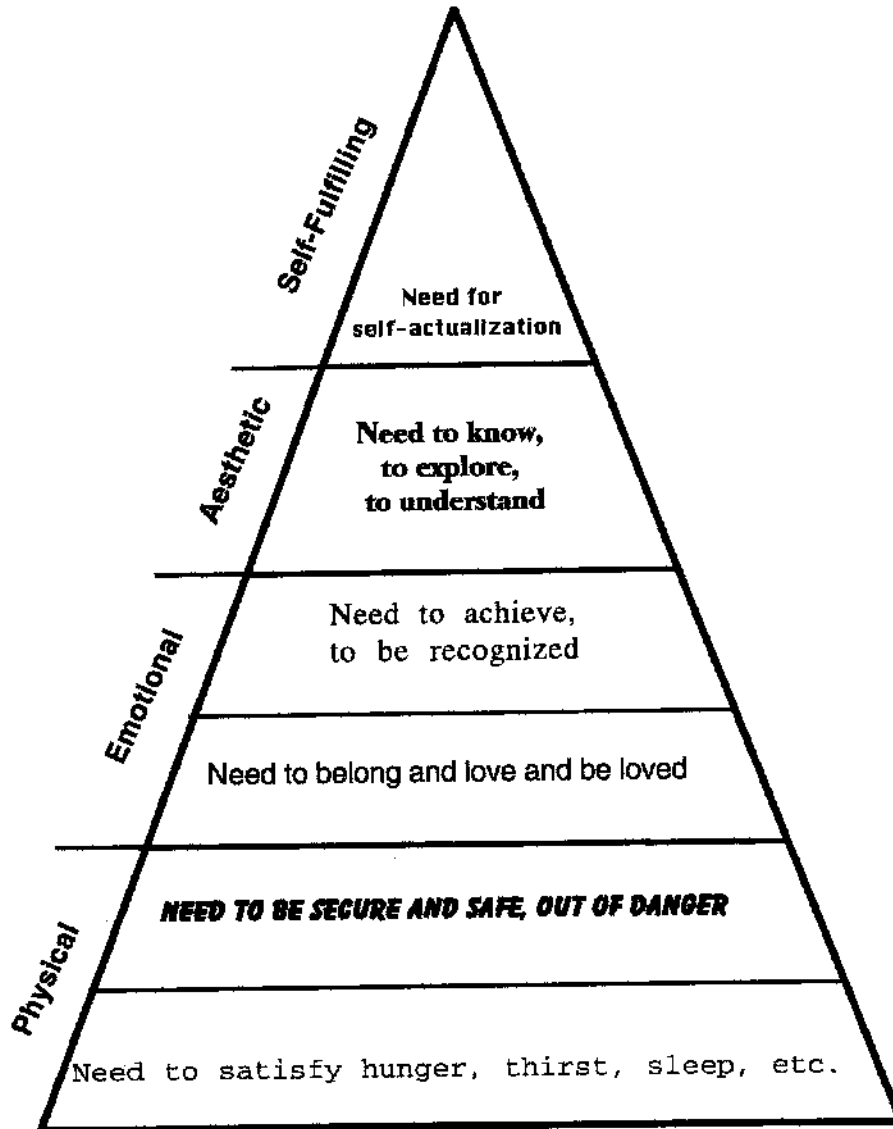 Self-Fulfilling
Need for
self-actualization
Aesthetic
Need to know,
to explore,
to understand
Emotional
Need to achieve,
to be recognized
Need to belong and love and be loved
Physical
NEED TO BE SECURE AND SAFE, OUT OF DANGER
Need to satisfy hunger, thirst, sleep, etc.